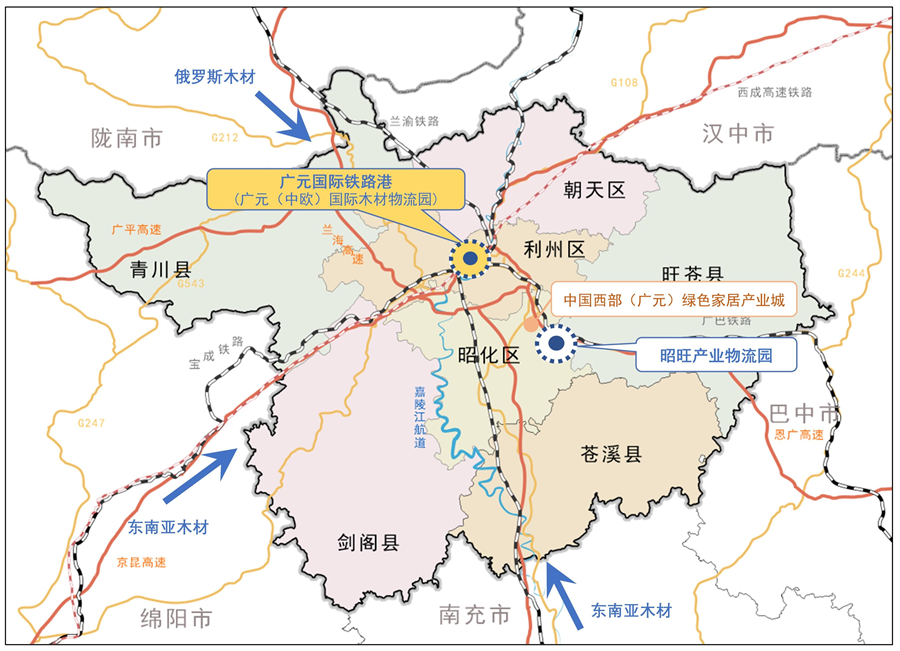 俄罗斯木材
G108
西成高速铁路
兰渝铁路
陇南市
G212
汉中市
广元国际铁路港
(广元（中欧）国际木材物流园)
朝天区
广平高速
兰海高速
利州区
青川县
旺苍县
G244
G543
中国西部（广元）绿色家居产业城
广巴铁路
宝成铁路
昭化区
昭旺产业物流园
嘉陵江航道
巴中市
恩广高速
G247
苍溪县
东南亚木材
剑阁县
京昆高速
绵阳市
南充市
东南亚木材